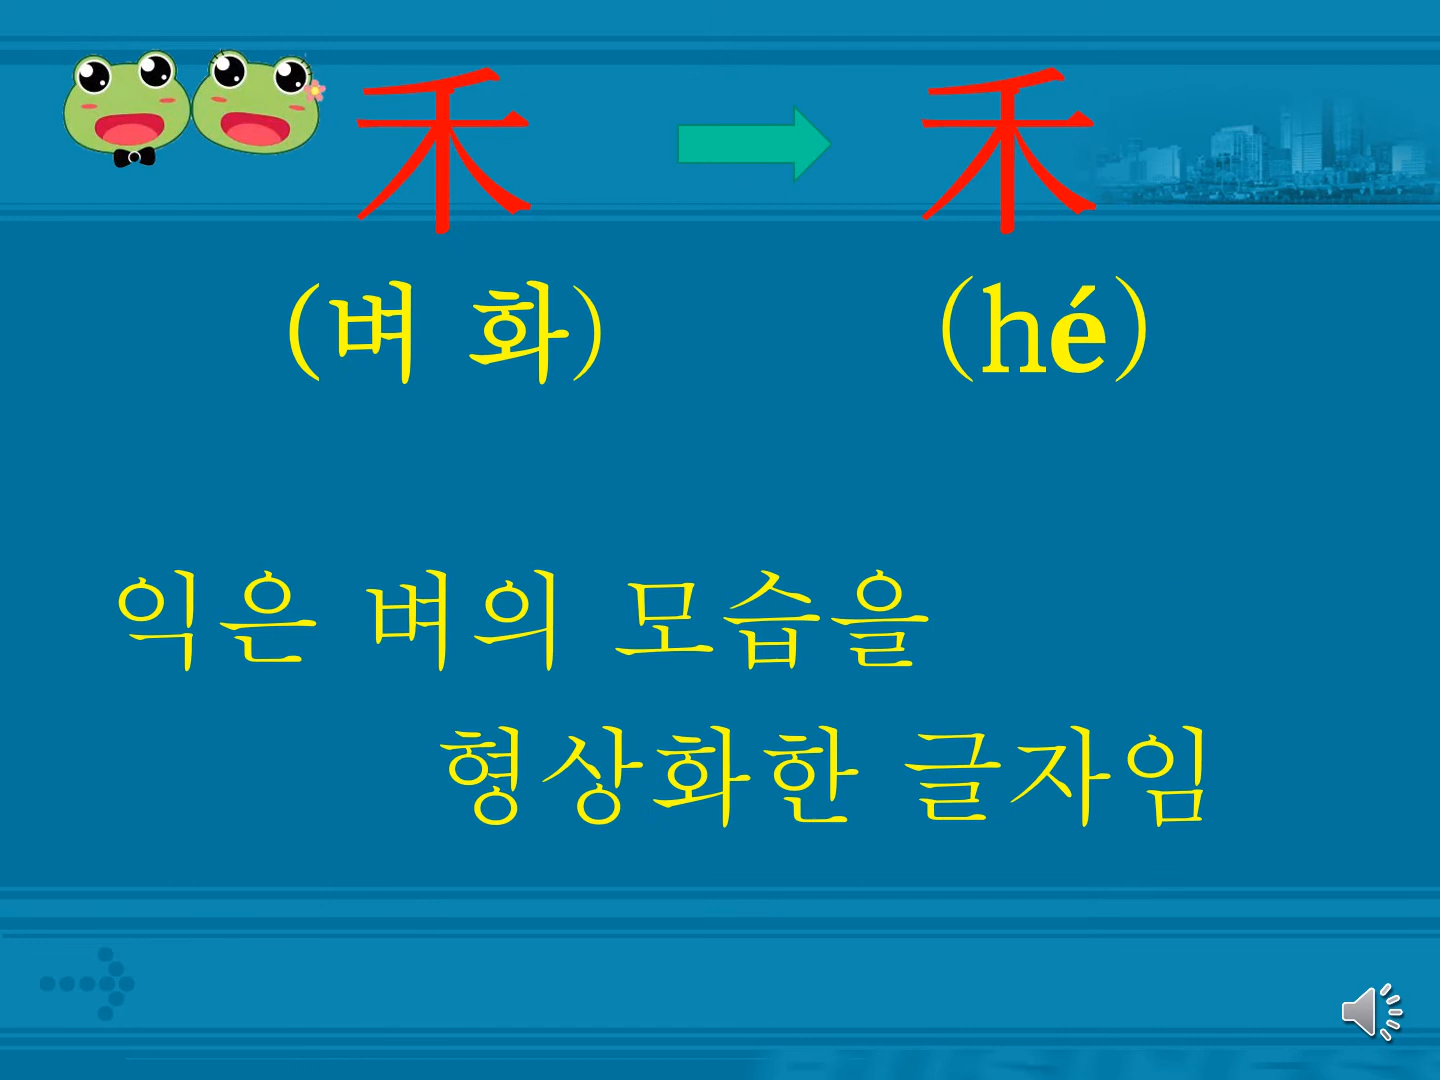 禾 禾
(벼 화) (hé)
익은 벼의 모습을
형상화한 글자임